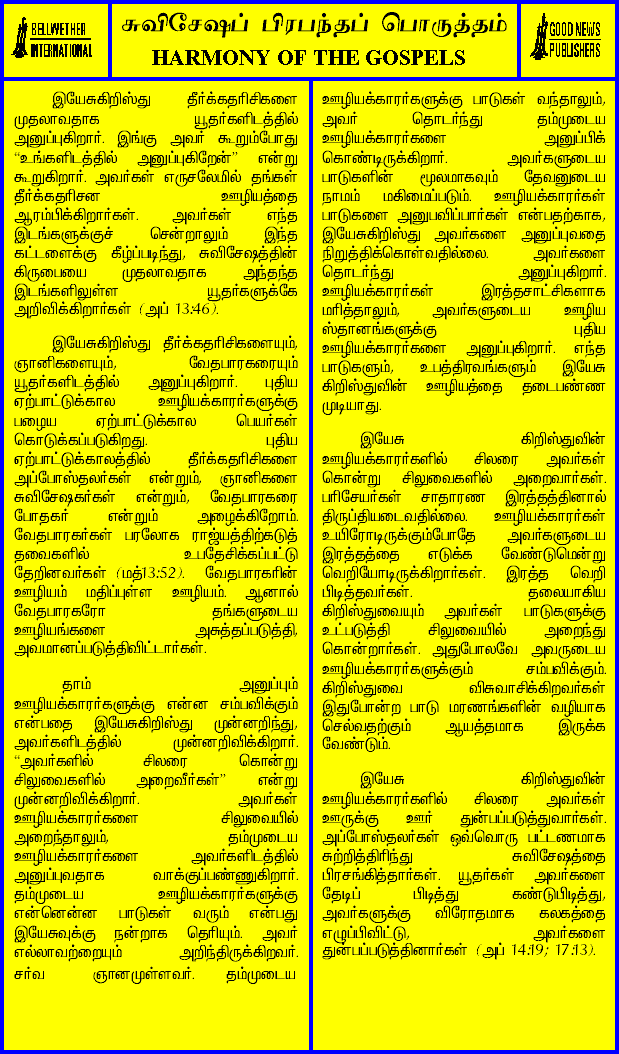 BELLWETHER
INTERNATIONAL
சுவிசேஷப் பிரபந்தப் பொருத்தம்
HARMONY OF THE GOSPELS
GOOD NEWS
PUBLISHERS
இயேசுகிறிஸ்து தீர்க்கதரிசிகளை
முதலாவதாக யூதர்களிடத்தில்
அனுப்புகிறார். இங்கு அவர் கூறும்போது
“உங்களிடத்தில் அனுப்புகிறேன்” என்று
கூறுகிறார். அவர்கள் எருசலேமில் தங்கள்
தீர்க்கதரிசன ஊழியத்தை
ஆரம்பிக்கிறார்கள். அவர்கள் எந்த
இடங்களுக்குச் சென்றாலும் இந்த
கட்டளைக்கு கீழ்ப்படிந்து, சுவிசேஷத்தின்
கிருபையை முதலாவதாக அந்தந்த
இடங்களிலுள்ள யூதர்களுக்கே
அறிவிக்கிறார்கள் (அப் 13:46).
இயேசுகிறிஸ்து தீர்க்கதரிசிகளையும்,
ஞானிகளையும், வேதபாரகரையும்
யூதர்களிடத்தில் அனுப்புகிறார். புதிய
ஏற்பாட்டுக்கால ஊழியக்காரர்களுக்கு
பழைய ஏற்பாட்டுக்கால பெயர்கள்
கொடுக்கப்படுகிறது. புதிய
ஏற்பாட்டுக்காலத்தில் தீர்க்கதரிசிகளை
அப்போஸ்தலர்கள் என்றும், ஞானிகளை
சுவிசேஷகர்கள் என்றும், வேதபாரகரை
போதகர் என்றும் அழைக்கிறோம்.
வேதபாரகர்கள் பரலோக ராஜ்யத்திற்கடுத்
தவைகளில் உபதேசிக்கப்பட்டு
தேறினவர்கள் (மத்13:52). வேதபாரகரின்
ஊழியம் மதிப்புள்ள ஊழியம். ஆனால்
வேதபாரகரோ தங்களுடைய
ஊழியங்களை அசுத்தப்படுத்தி,
அவமானப்படுத்திவிட்டார்கள்.
தாம் அனுப்பும்
ஊழியக்காரர்களுக்கு என்ன சம்பவிக்கும்
என்பதை இயேசுகிறிஸ்து முன்னறிந்து,
அவர்களிடத்தில் முன்னறிவிக்கிறார்.
“அவர்களில் சிலரை கொன்று
சிலுவைகளில் அறைவீர்கள்” என்று
முன்னறிவிக்கிறார். அவர்கள்
ஊழியக்காரர்களை சிலுவையில்
அறைந்தாலும், தம்முடைய
ஊழியக்காரர்களை அவர்களிடத்தில்
அனுப்புவதாக வாக்குப்பண்ணுகிறார்.
தம்முடைய ஊழியக்காரர்களுக்கு
என்னென்ன பாடுகள் வரும் என்பது
இயேசுவுக்கு நன்றாக தெரியும். அவர்
எல்லாவற்றையும் அறிந்திருக்கிறவர்.
சர்வ ஞானமுள்ளவர். தம்முடைய
ஊழியக்காரர்களுக்கு பாடுகள் வந்தாலும்,
அவர் தொடர்ந்து தம்முடைய
ஊழியக்காரர்களை அனுப்பிக்
கொண்டிருக்கிறார். அவர்களுடைய
பாடுகளின் மூலமாகவும் தேவனுடைய
நாமம் மகிமைப்படும். ஊழியக்காரர்கள்
பாடுகளை அனுபவிப்பார்கள் என்பதற்காக,
இயேசுகிறிஸ்து அவர்களை அனுப்புவதை
நிறுத்திக்கொள்வதில்லை. அவர்களை
தொடர்ந்து அனுப்புகிறார்.
ஊழியக்காரர்கள் இரத்தசாட்சிகளாக
மரித்தாலும், அவர்களுடைய ஊழிய
ஸ்தானங்களுக்கு புதிய
ஊழியக்காரர்களை அனுப்புகிறார். எந்த
பாடுகளும், உபத்திரவங்களும் இயேசு
கிறிஸ்துவின் ஊழியத்தை தடைபண்ண
முடியாது.
இயேசு கிறிஸ்துவின்
ஊழியக்காரர்களில் சிலரை அவர்கள்
கொன்று சிலுவைகளில் அறைவார்கள்.
பரிசேயர்கள் சாதாரண இரத்தத்தினால்
திருப்தியடைவதில்லை. ஊழியக்காரர்கள்
உயிரோடிருக்கும்போதே அவர்களுடைய
இரத்தத்தை எடுக்க வேண்டுமென்று
வெறியோடிருக்கிறார்கள். இரத்த வெறி
பிடித்தவர்கள். தலையாகிய
கிறிஸ்துவையும் அவர்கள் பாடுகளுக்கு
உட்படுத்தி சிலுவையில் அறைந்து
கொன்றார்கள். அதுபோலவே அவருடைய
ஊழியக்காரர்களுக்கும் சம்பவிக்கும்.
கிறிஸ்துவை விசுவாசிக்கிறவர்கள்
இதுபோன்ற பாடு மரணங்களின் வழியாக
செல்வதற்கும் ஆயத்தமாக இருக்க
வேண்டும்.
இயேசு கிறிஸ்துவின்
ஊழியக்காரர்களில் சிலரை அவர்கள்
ஊருக்கு ஊர் துன்பப்படுத்துவார்கள்.
அப்போஸ்தலர்கள் ஒவ்வொரு பட்டணமாக
சுற்றித்திரிந்து சுவிசேஷத்தை
பிரசங்கித்தார்கள். யூதர்கள் அவர்களை
தேடிப் பிடித்து கண்டுபிடித்து,
அவர்களுக்கு விரோதமாக கலகத்தை
எழுப்பிவிட்டு, அவர்களை
துன்பப்படுத்தினார்கள் (அப் 14:19; 17:13).